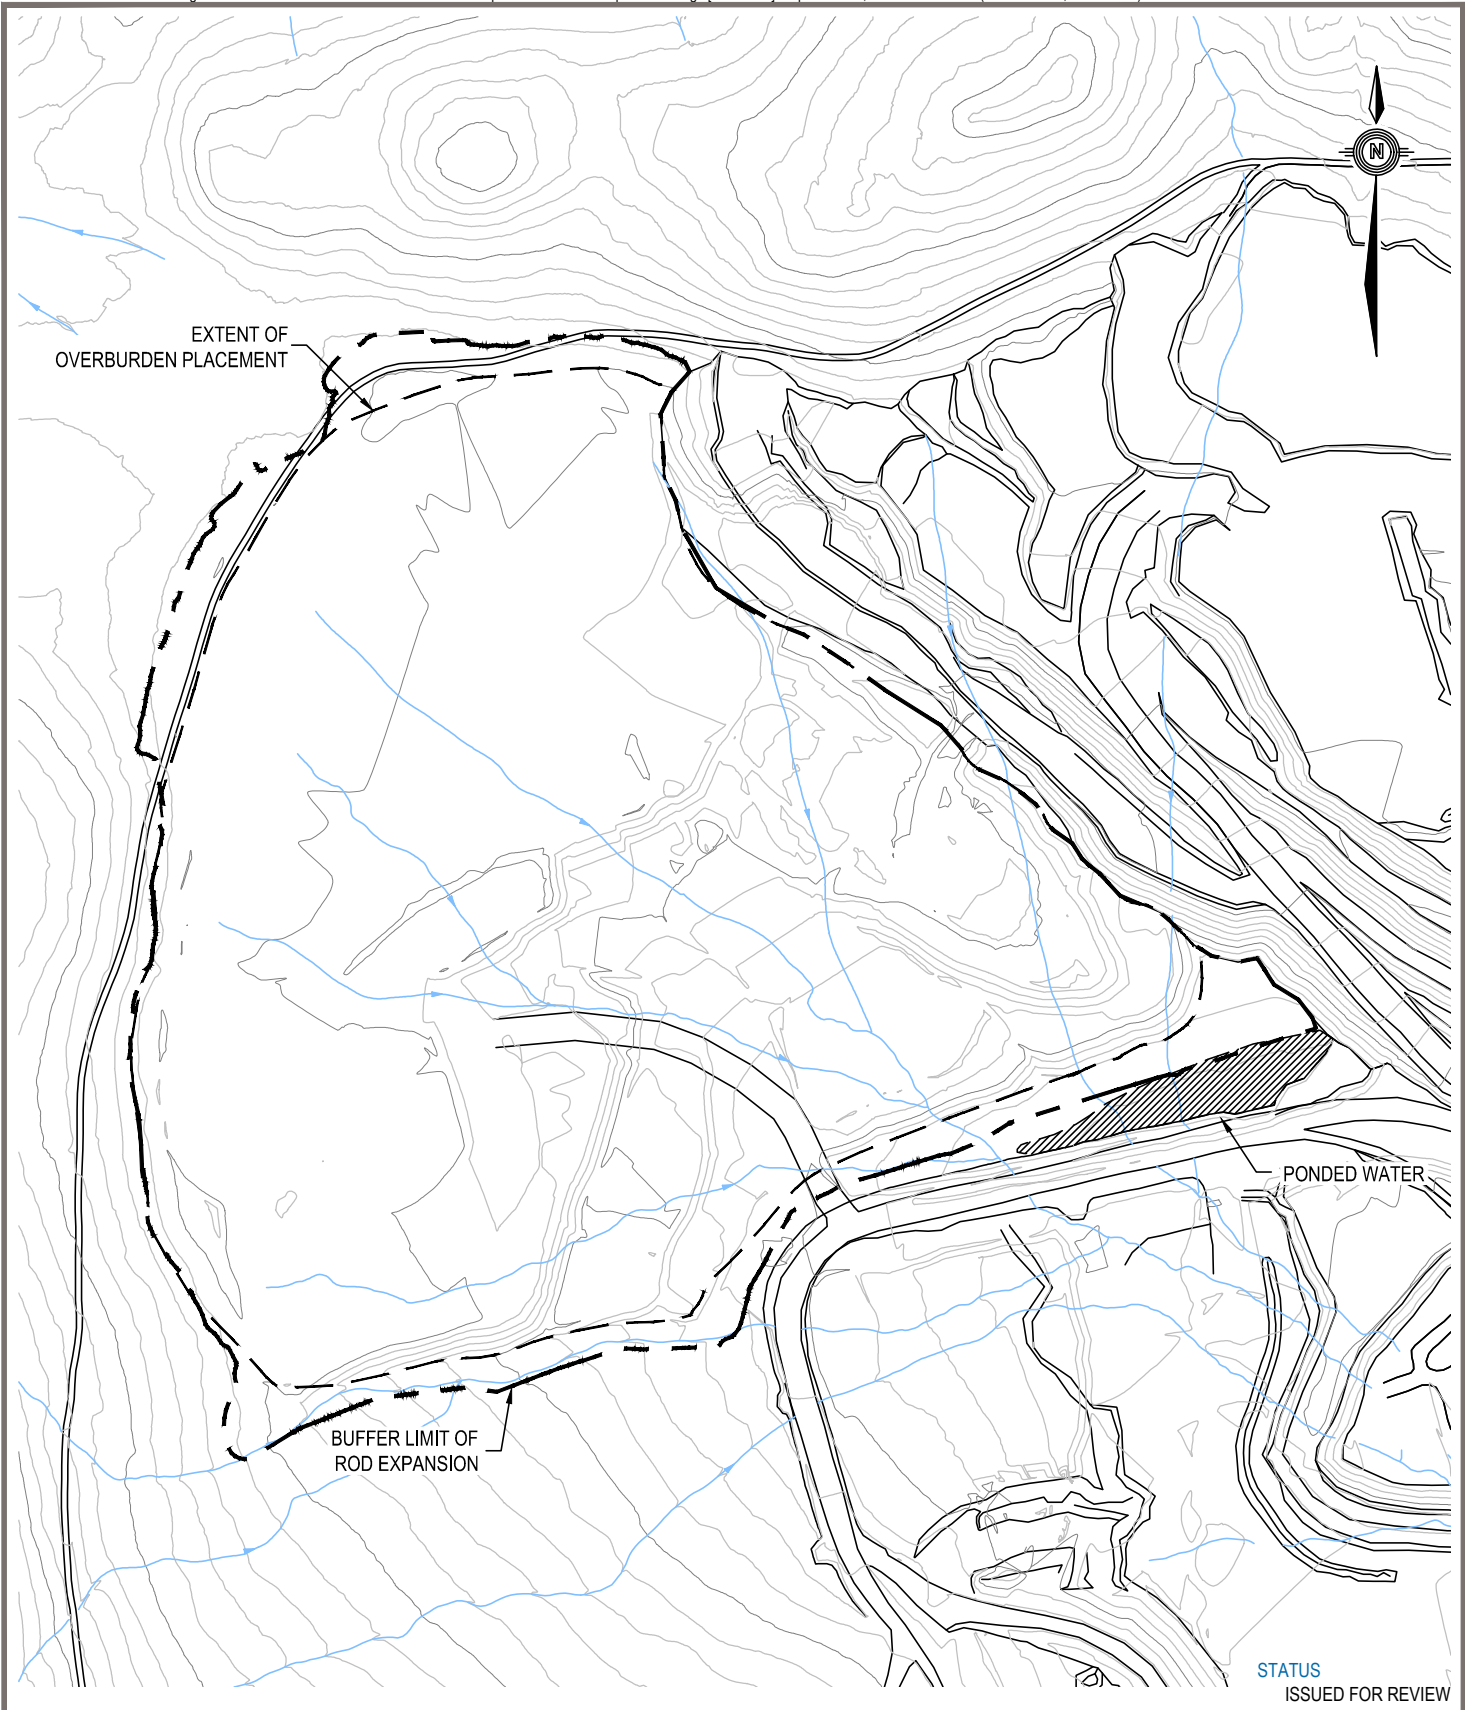 N
EXTENT OF
OVERBURDEN PLACEMENT
PONDED WATER
BUFFER LIMIT OF
ROD EXPANSION
STATUS
ISSUED FOR REVIEW